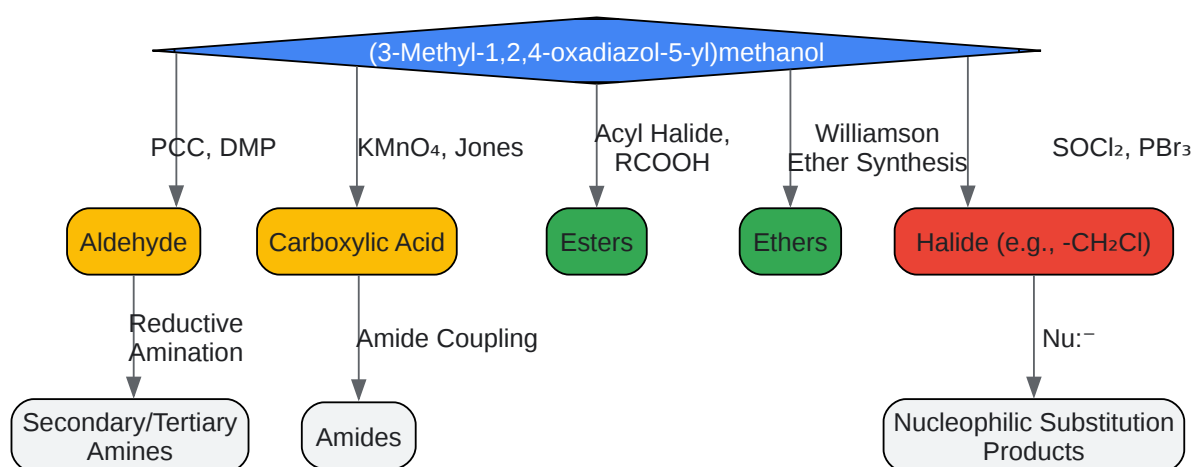 (3-Methyl-1,2,4-oxadiazol-5-yl)methanol
PCC, DMP
KMnO₄, Jones
Acyl Halide,
RCOOH
Williamson
Ether Synthesis
SOCl₂, PBr₃
Aldehyde
Carboxylic Acid
Esters
Ethers
Halide (e.g., -CH₂Cl)
Reductive
Amination
Amide Coupling
Nu:⁻
Secondary/Tertiary
Amines
Amides
Nucleophilic Substitution
Products